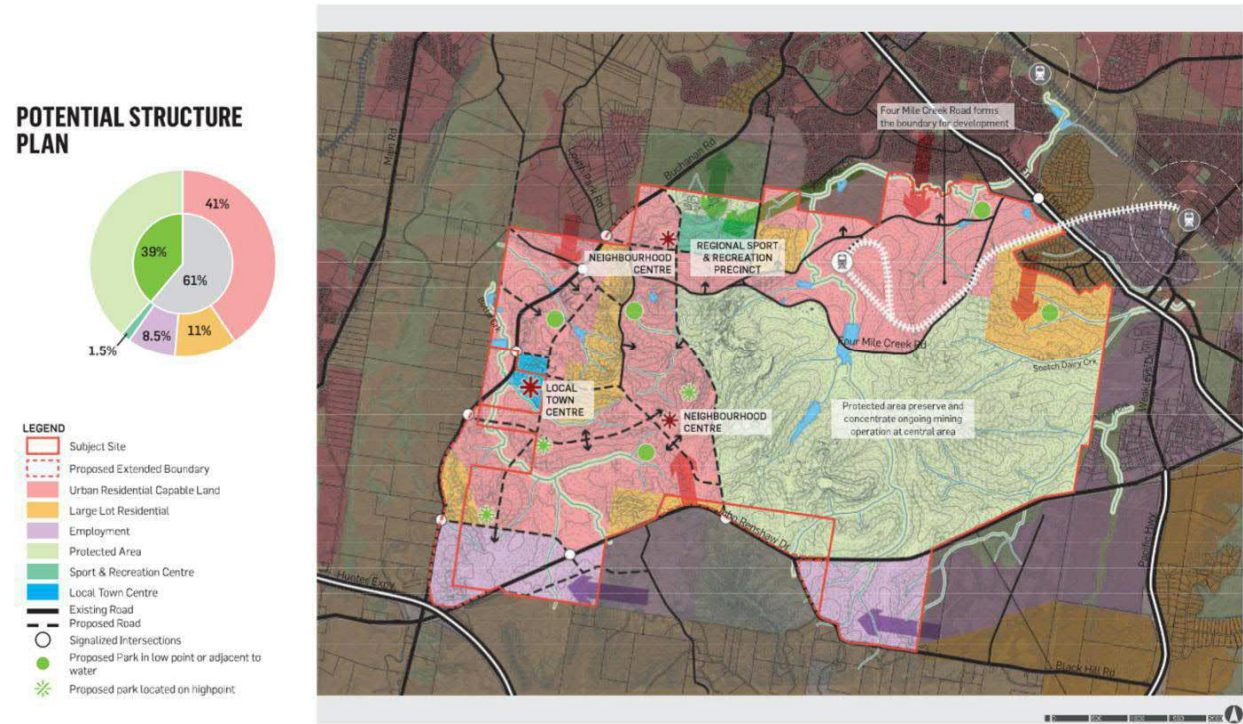 POTENTIAL STRUCTURE
PLAN
41%
39%
61%
11%
8.5%
1.5%
LEGEND
Subject Site
Proposed Extended Boundary
Urban Residential Capable Land
Large Lot Residential
Employment
Protected Area
Sport & Recreation Centre
Local Town Centre
Existing Road
Proposed Road
Signalized Intersections
Proposed Park in low point or adjacent to
water
Proposed park located on highpoint
Main Rd
Buchanan Rd
Four Mile Creek Road forms
the boundary for development
NEIGHBOURHOOD
CENTRE
REGIONAL SPORT
& RECREATION
PRECINCT
Four Mile Creek Rd
Scotch Dairy Crk
LOCAL
TOWN
CENTRE
NEIGHBOURHOOD
CENTRE
Protected area preserve and
concentrate ongoing mining
operation at central area
John Renshaw Dr
Hunter Expy
Pacific Hwy
Black Hill Rd